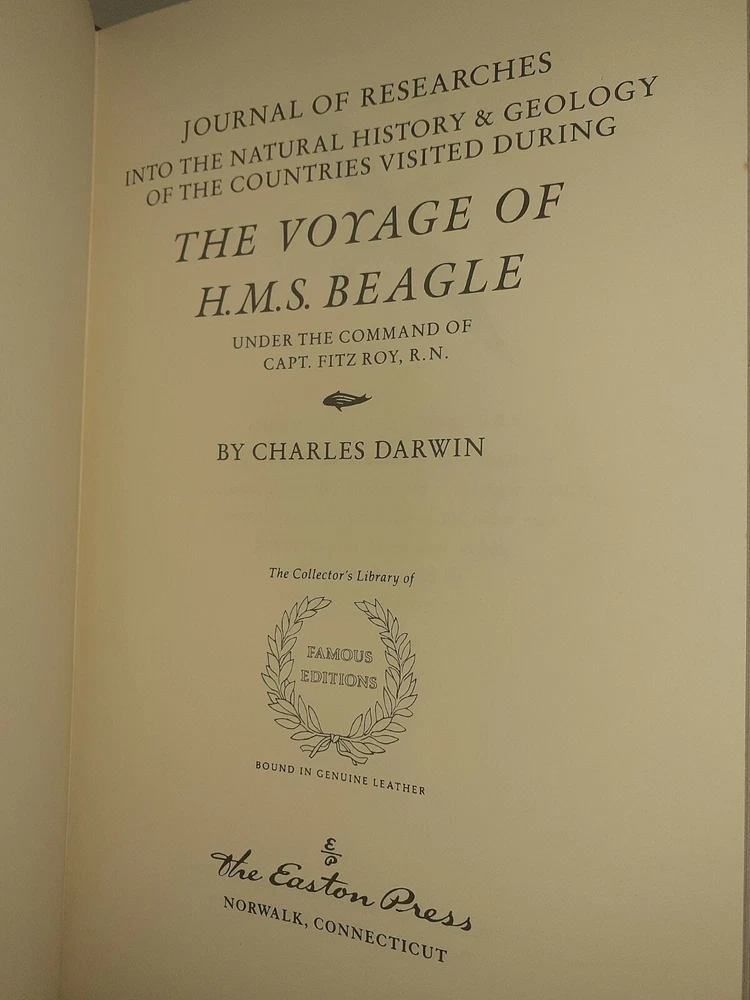 JOURNAL OF RESEARCHES
INTO THE NATURAL HISTORY & GEOLOGY
OF THE COUNTRIES VISITED DURING
THE VOYAGE OF
H.M.S. BEAGLE
UNDER THE COMMAND OF
CAPT. FITZ ROY, R.N.
BY CHARLES DARWIN
The Collector's Library of
FAMOUS
EDITIONS
BOUND IN GENUINE LEATHER
E
P
The Easton Press
NORWALK, CONNECTICUT